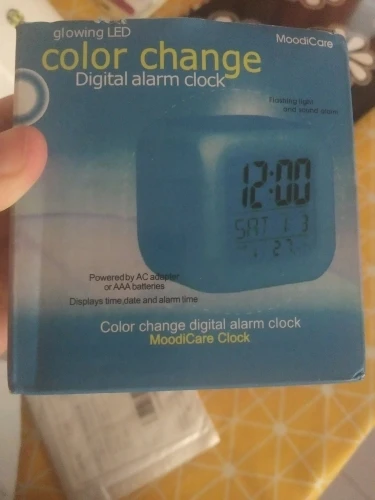 glowing LED
MoodiCare
color change
Digital alarm clock
Flashing light
and sound alarm
12:00
SAT 1 3
27
Powered by AC adapter
or AAA batteries
Displays time,date and alarm time
Color change digital alarm clock
MoodiCare Clock